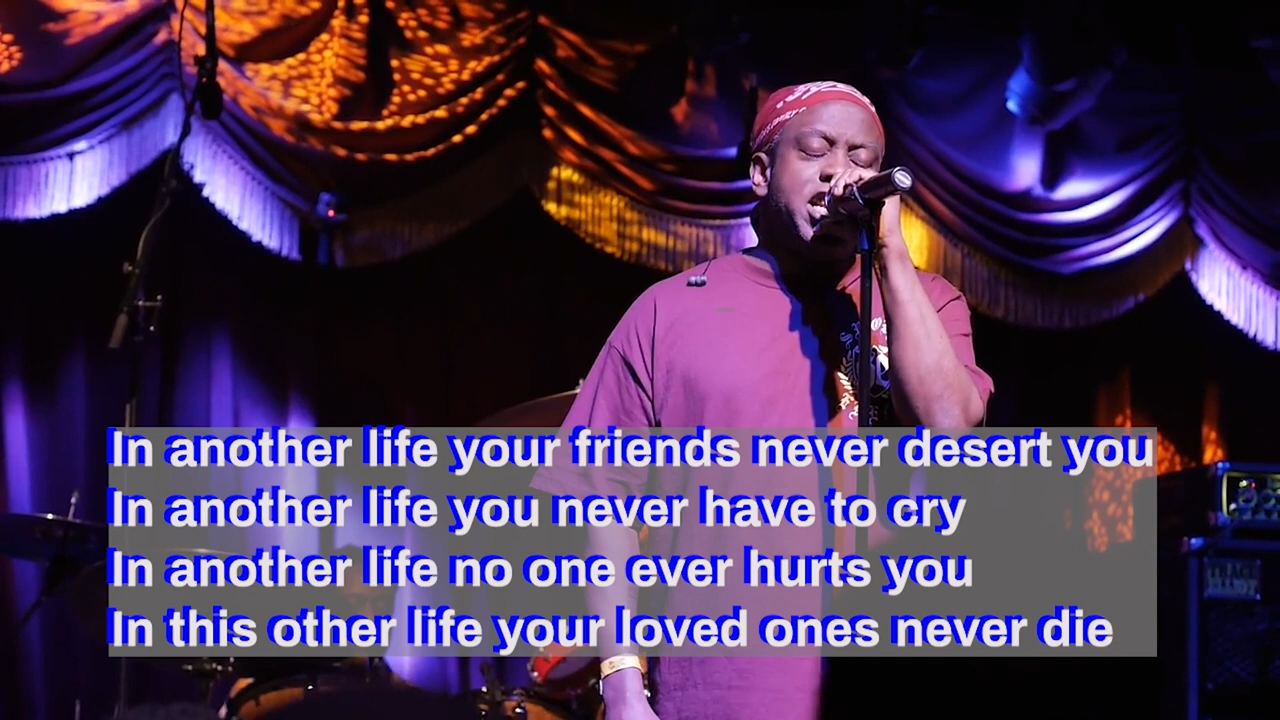 In another life your friends never desert you
In another life you never have to cry
In another life no one ever hurts you
In this other life your loved ones never die